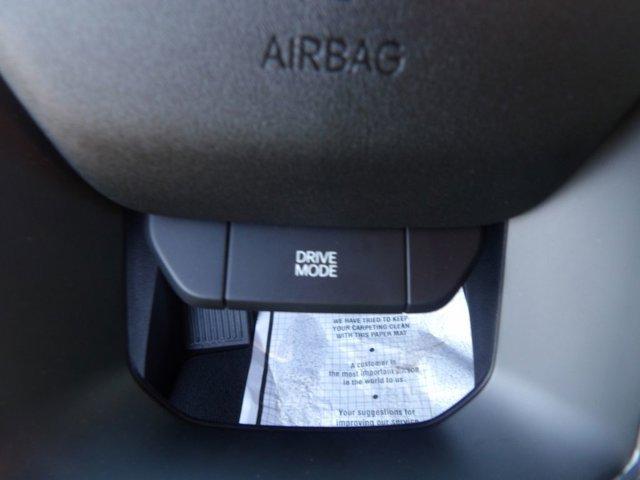 AIRBAG
DRIVE
MODE
WE HAVE TRIED TO KEEP
YOUR CARPETING CLEAN
WITH THIS PAPER MAT
•
A customer is
the most important person
in the world to us.
•
Your suggestions for
improving our service